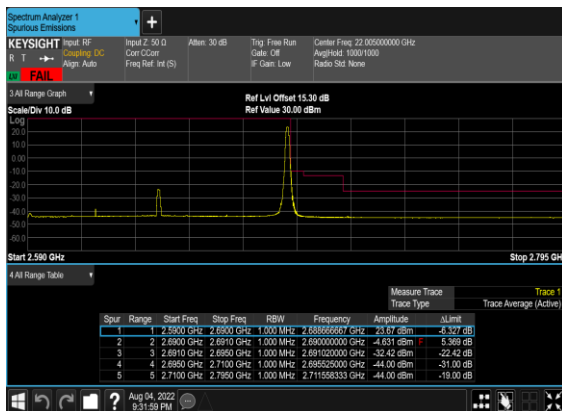 Spectrum Analyzer 1
Spurious Emissions
KEYSIGHT Input: RF Input Z: 50 Ω Atten: 30 dB Trig: Free Run Center Freq: 22.005000000 GHz
R T Coupling: DC Corr CCorr Gate: Off Avg|Hold: 1000/1000
Align: Auto Freq Ref: Int (S) IF Gain: Low Radio Std: None
FAIL
3 All Range Graph
Ref Lvl Offset 15.30 dB
Scale/Div 10.0 dB Ref Value 30.00 dBm
Log
20.0
10.0
0.00
-10.0
-20.0
-30.0
-40.0
-50.0
-60.0
Start 2.590 GHz Stop 2.795 GH
4 All Range Table
Measure Trace Trace 1
Trace Type Trace Average (Active)
Spur Range Start Freq Stop Freq RBW Frequency Amplitude ΔLimit
1 1 2.5900 GHz 2.6900 GHz 1.000 MHz 2.688666667 GHz 23.67 dBm -6.327 dB
2 2 2.6900 GHz 2.6910 GHz 1.000 MHz 2.690000000 GHz -4.631 dBm F 5.369 dB
3 3 2.6910 GHz 2.6950 GHz 1.000 MHz 2.691020000 GHz -32.42 dBm -22.42 dB
4 4 2.6950 GHz 2.7100 GHz 1.000 MHz 2.695525000 GHz -44.00 dBm -31.00 dB
5 5 2.7100 GHz 2.7950 GHz 1.000 MHz 2.711558333 GHz -44.00 dBm -19.00 dB
Aug 04, 2022
9:31:59 PM